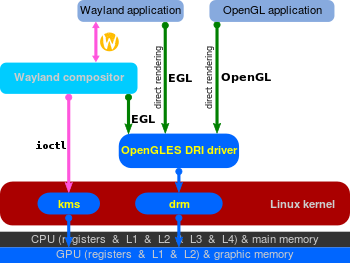 Wayland application
OpenGL application
W
direct rendering
direct rendering
EGL
OpenGL
Wayland compositor
EGL
ioctl
OpenGLES DRI driver
kms
drm
Linux kernel
CPU (registers & L1 & L2 & L3 & L4) & main memory
GPU (registers & L1 & L2) & graphic memory